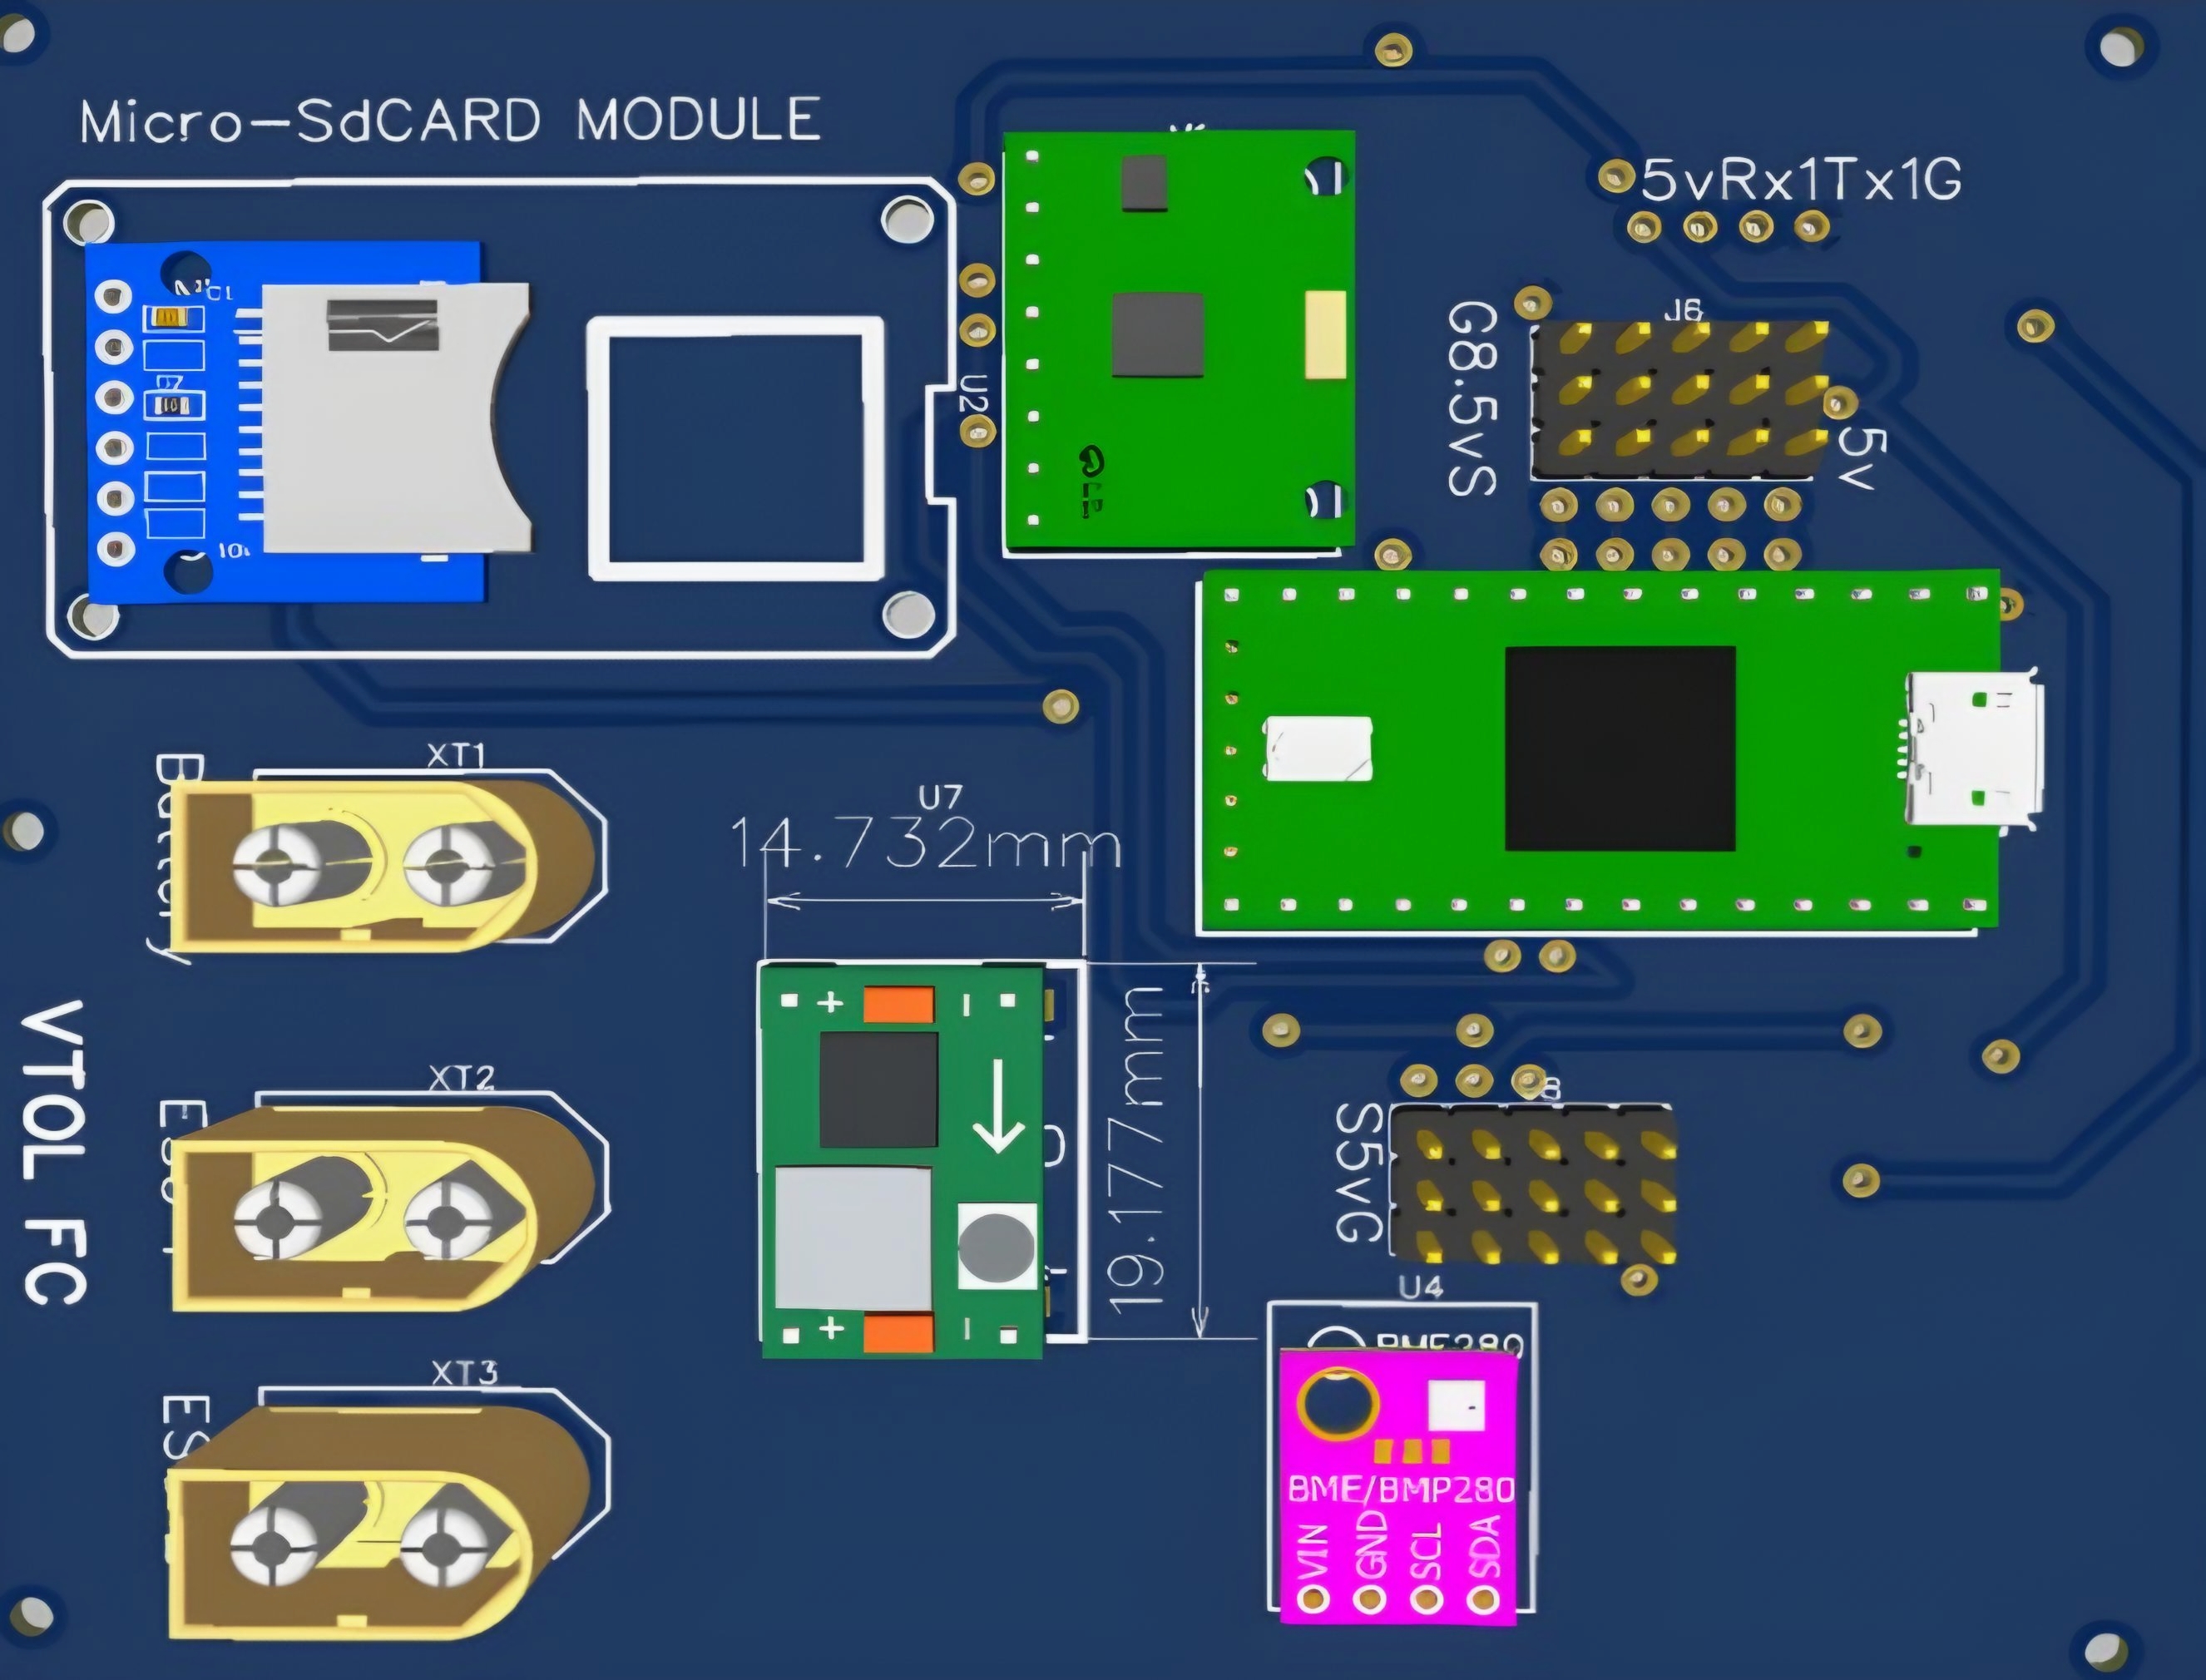 Micro-SdCARD MODULE
5vRx1Tx1G
J6
G8.5vS
U2
5v
XT1
U7
14.732mm
19.177mm
XT2
VTOL FC
S5vG
U4
XT3
BME280
BME/BMP280
VIN
GND
SCL
SDA